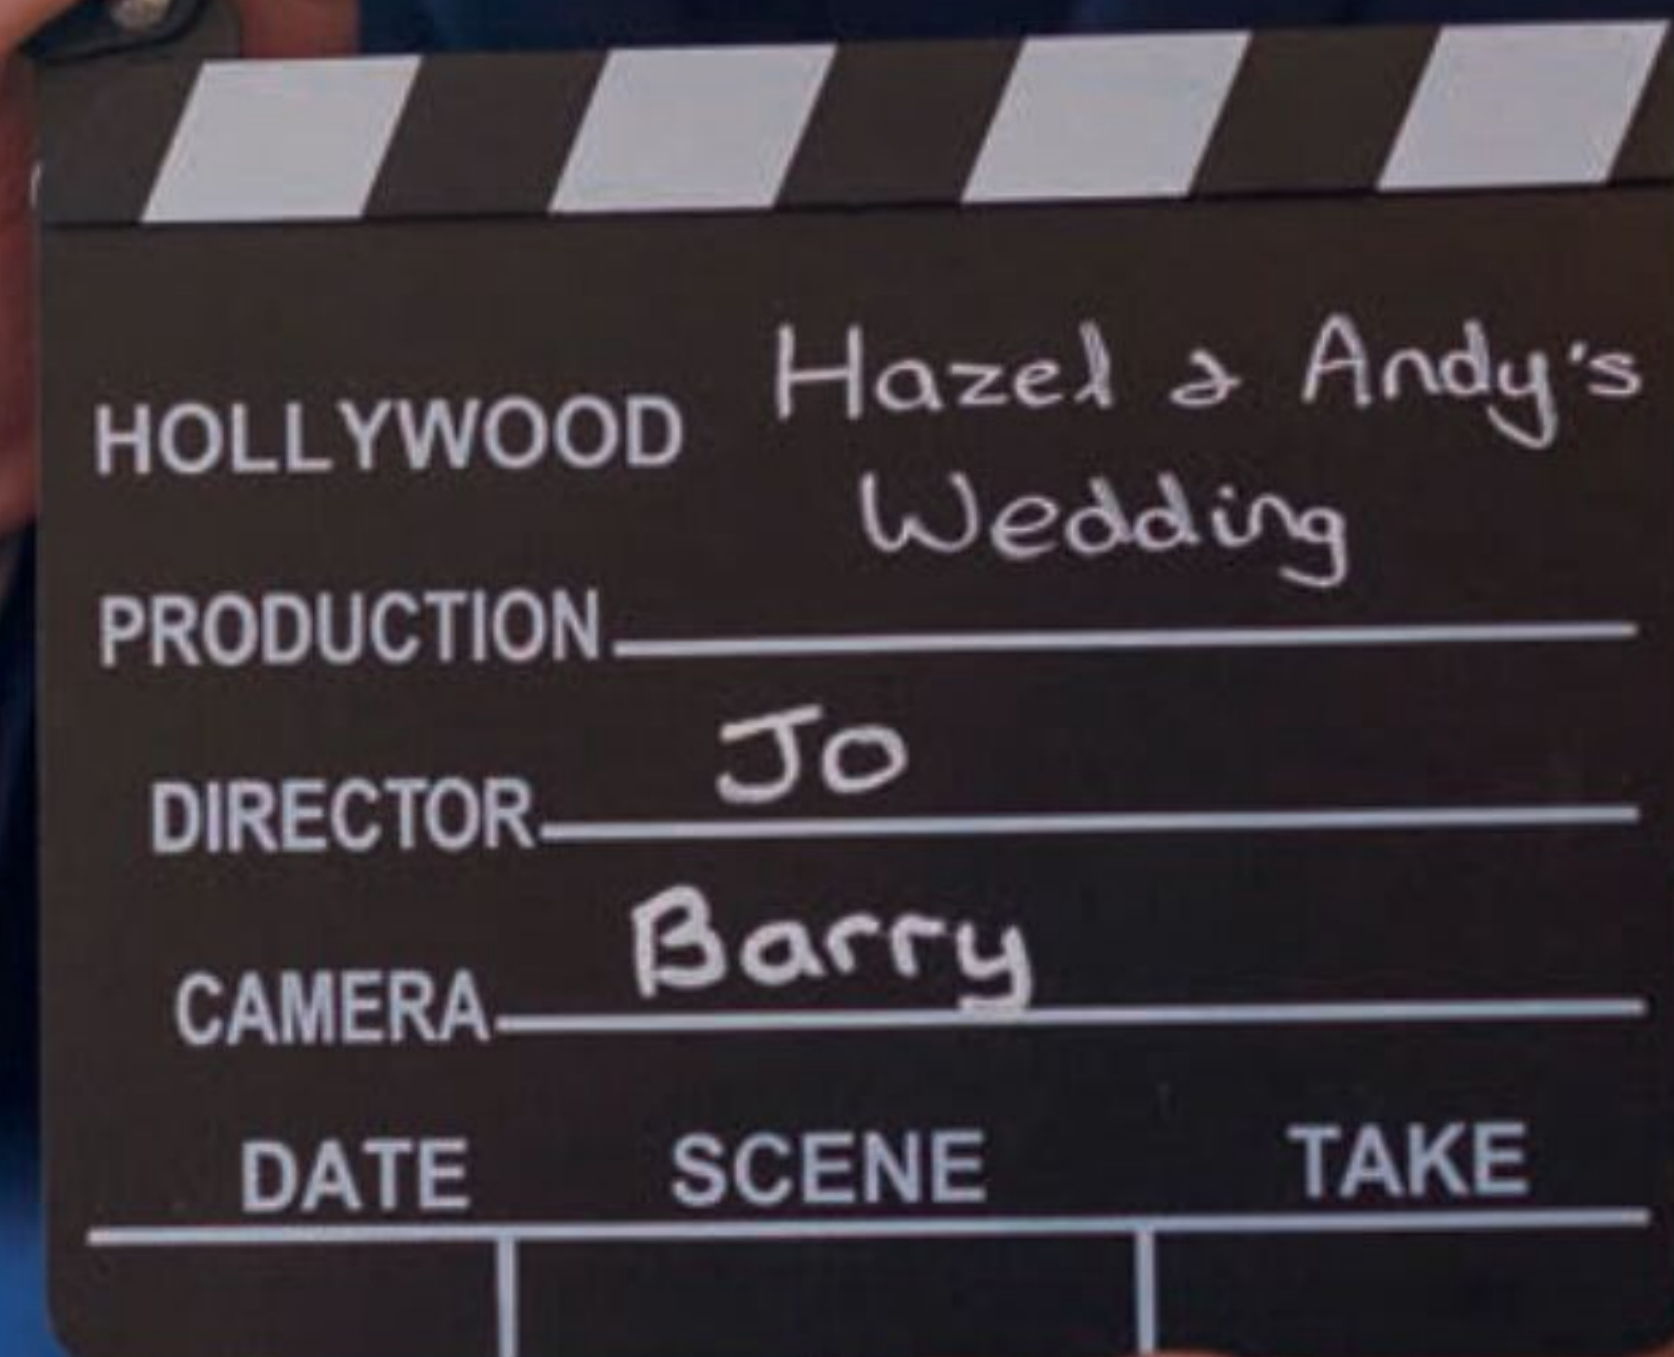 Hazel & Andy's
HOLLYWOOD
Wedding
PRODUCTION
Jo
DIRECTOR
Barry
CAMERA
DATE SCENE TAKE